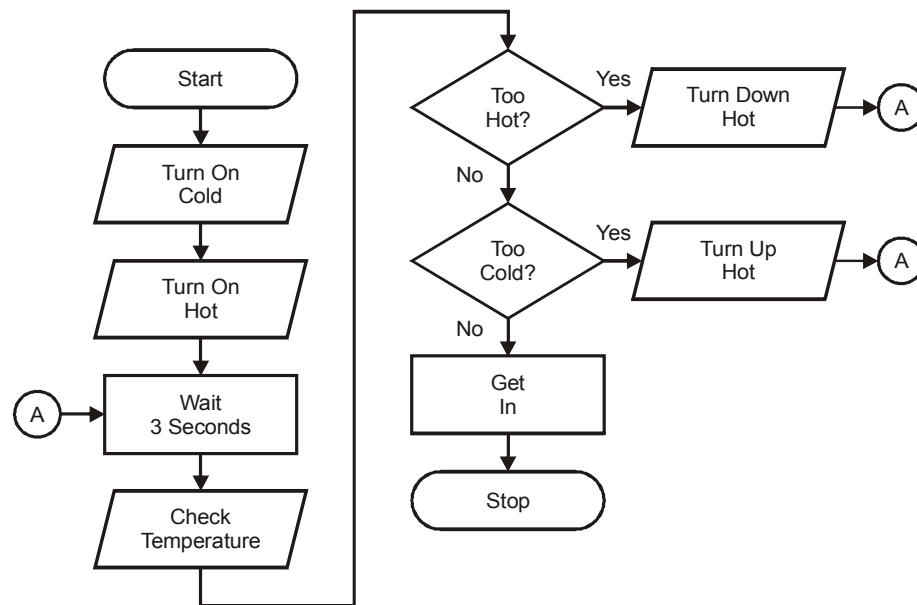 Start
Turn On
Cold
Turn On
Hot
A
Wait
3 Seconds
Check
Temperature
Too
Hot?
Yes
Turn Down
Hot
A
No
Too
Cold?
Yes
Turn Up
Hot
A
No
Get
In
Stop